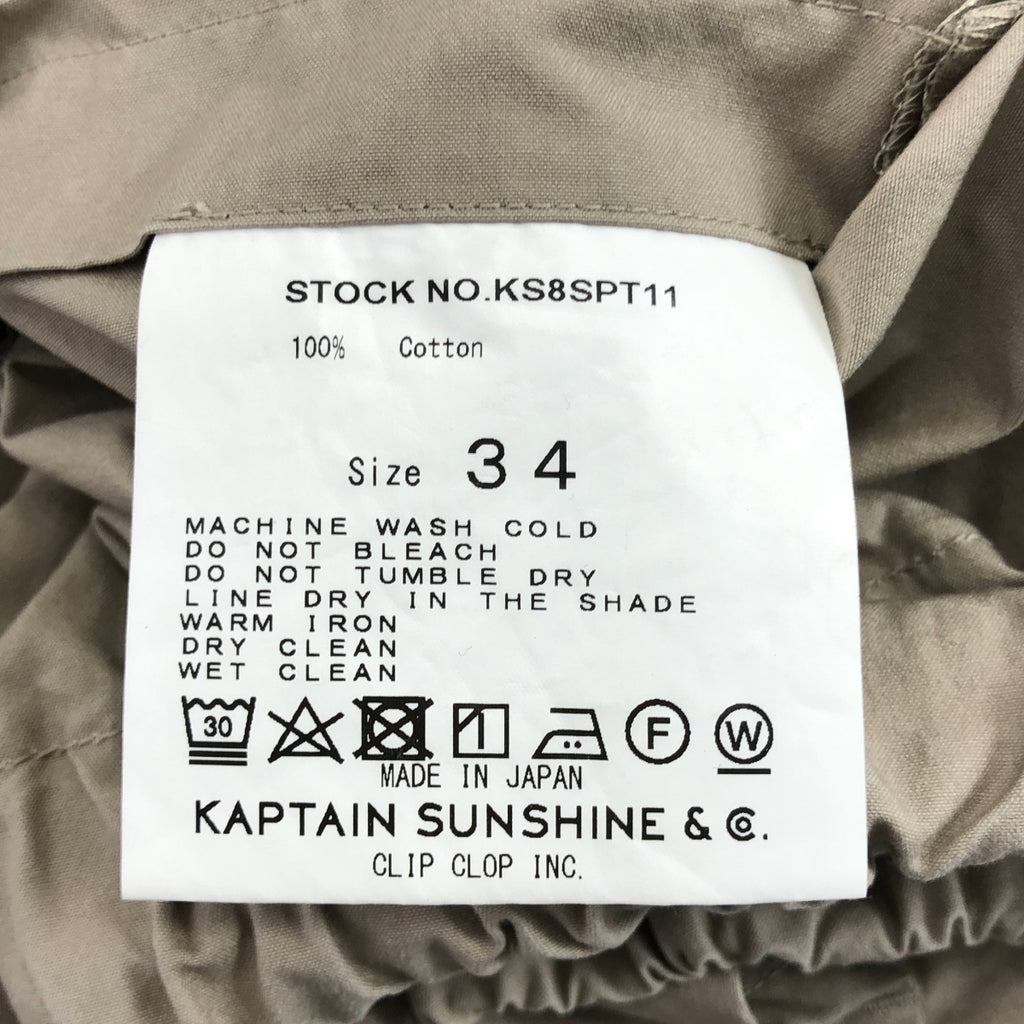 STOCK NO.KS8SPT11
100% Cotton
Size 34
MACHINE WASH COLD
DO NOT BLEACH
DO NOT TUMBLE DRY
LINE DRY IN THE SHADE
WARM IRON
DRY CLEAN
WET CLEAN
30 F W
MADE IN JAPAN
KAPTAIN SUNSHINE & Co.
CLIP CLOP INC.